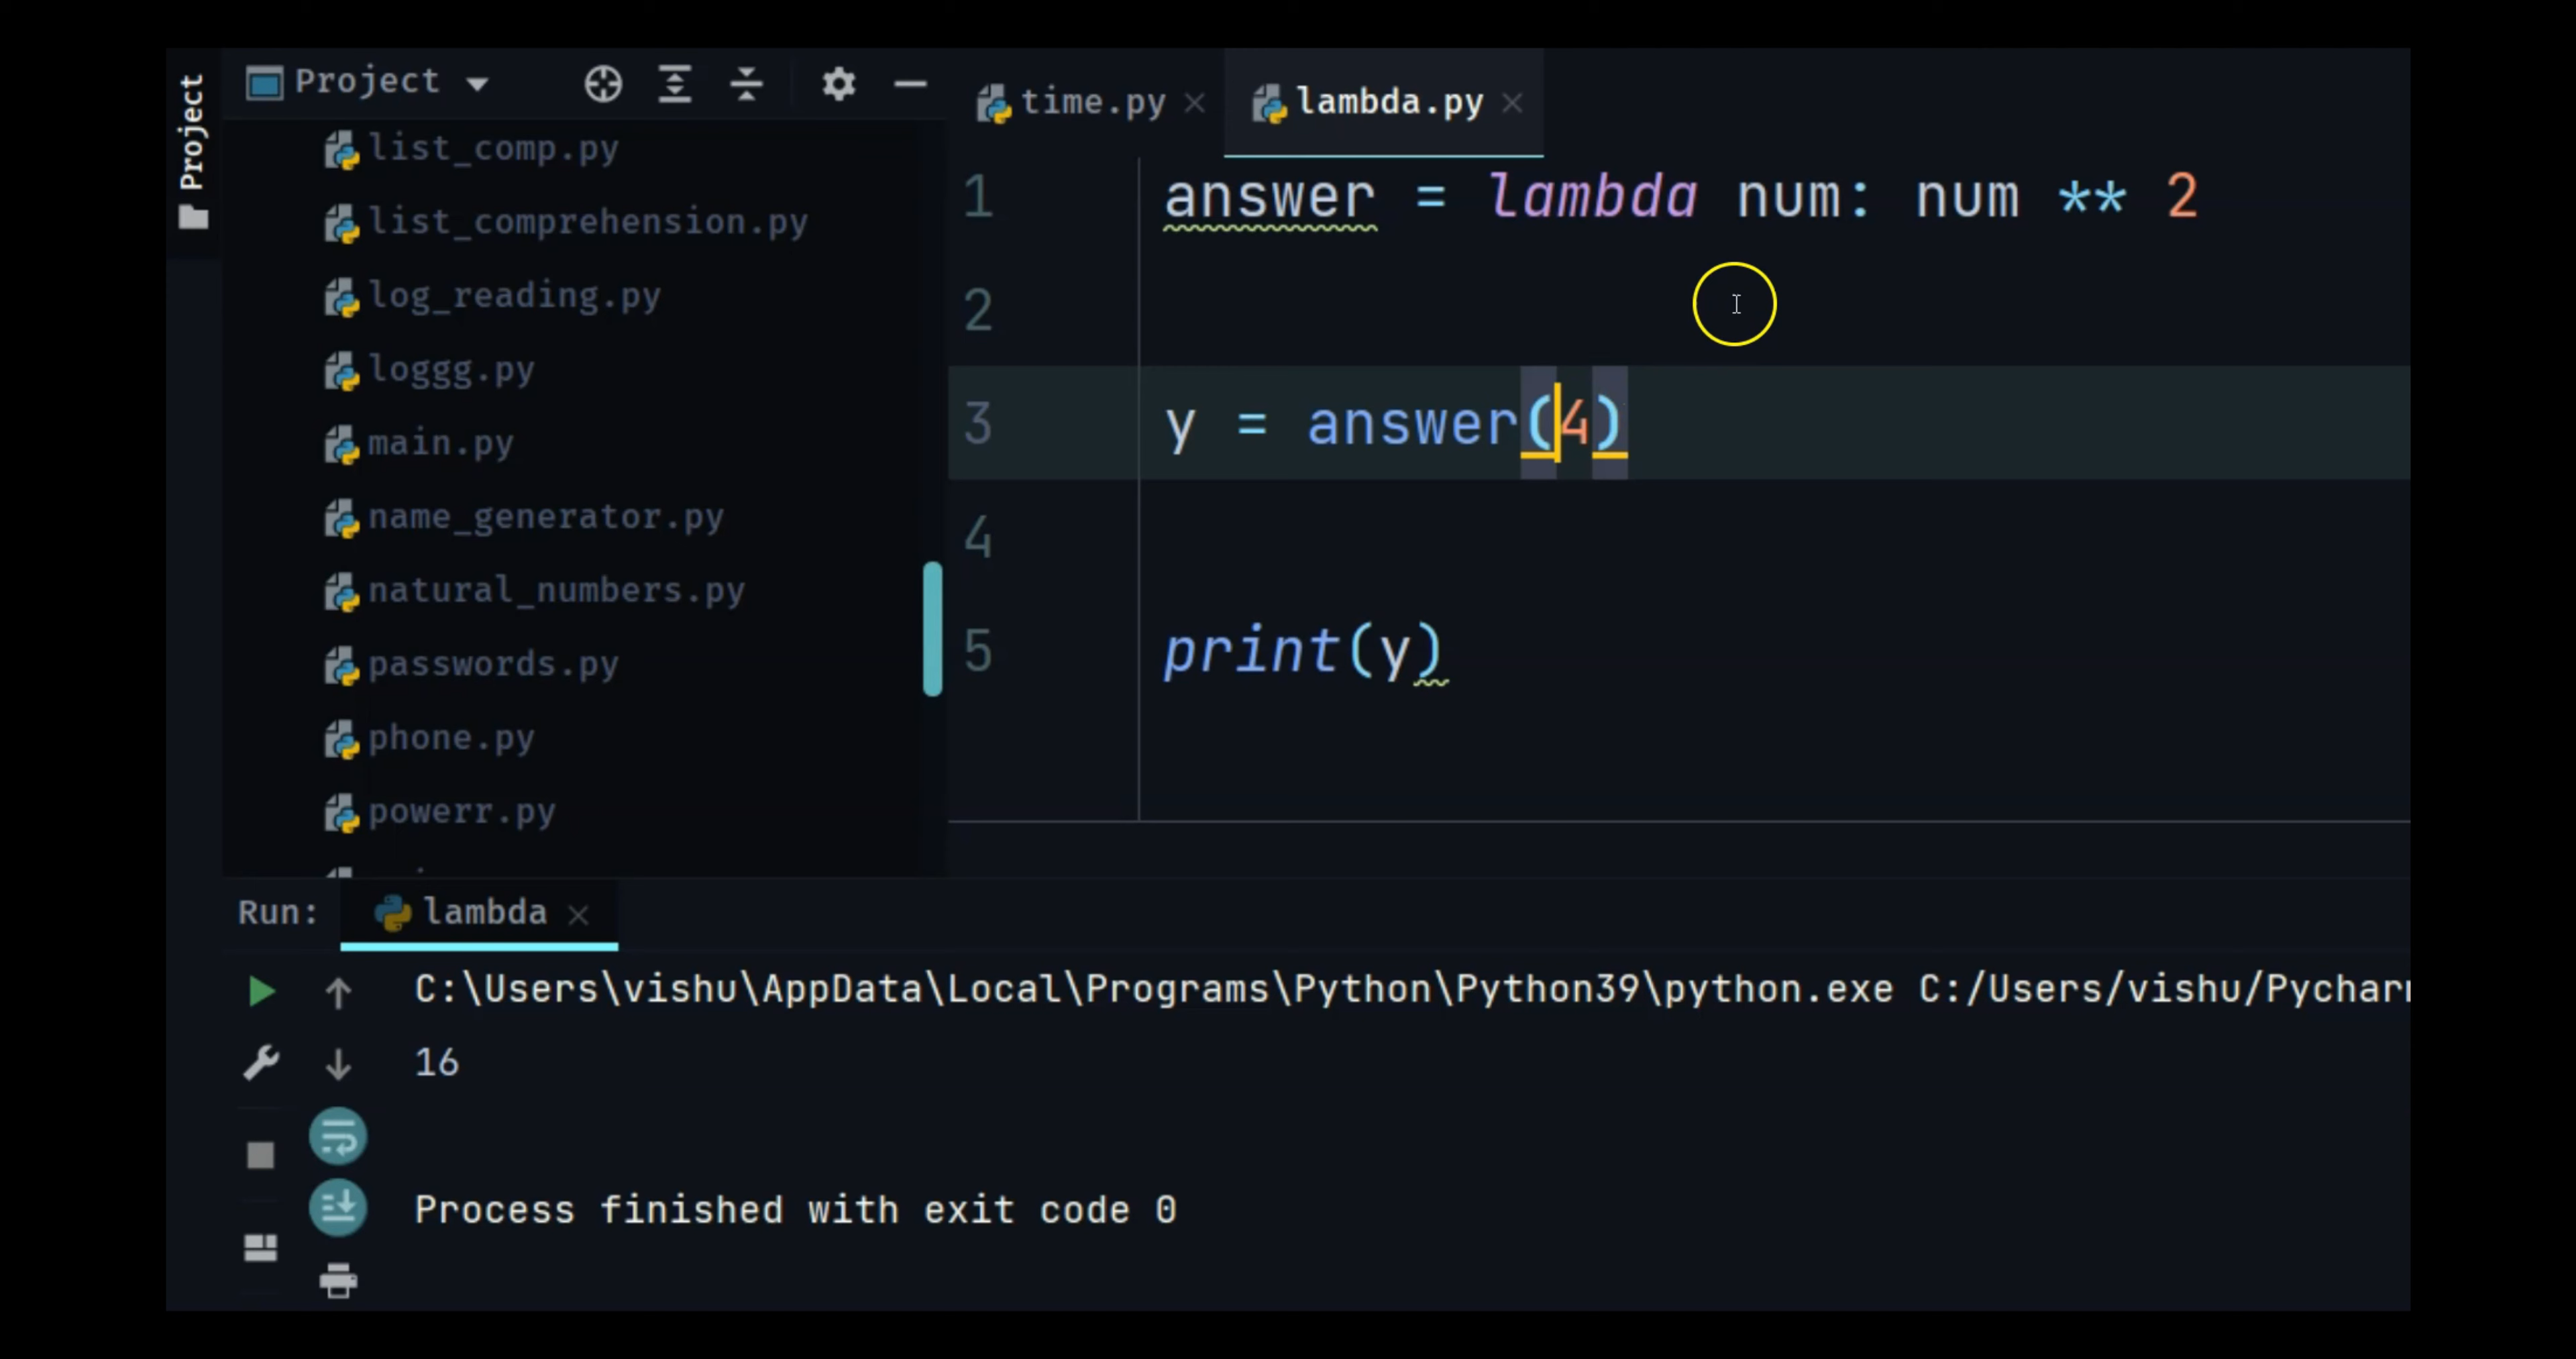 Project
Project
list_comp.py
list_comprehension.py
log_reading.py
loggg.py
main.py
name_generator.py
natural_numbers.py
passwords.py
phone.py
powerr.py
time.py
lambda.py
1 answer = lambda num: num ** 2
2
3 y = answer(4)
4
5 print(y)
Run:
lambda
C:\Users\vishu\AppData\Local\Programs\Python\Python39\python.exe C:/Users/vishu/Pychar
16
Process finished with exit code 0